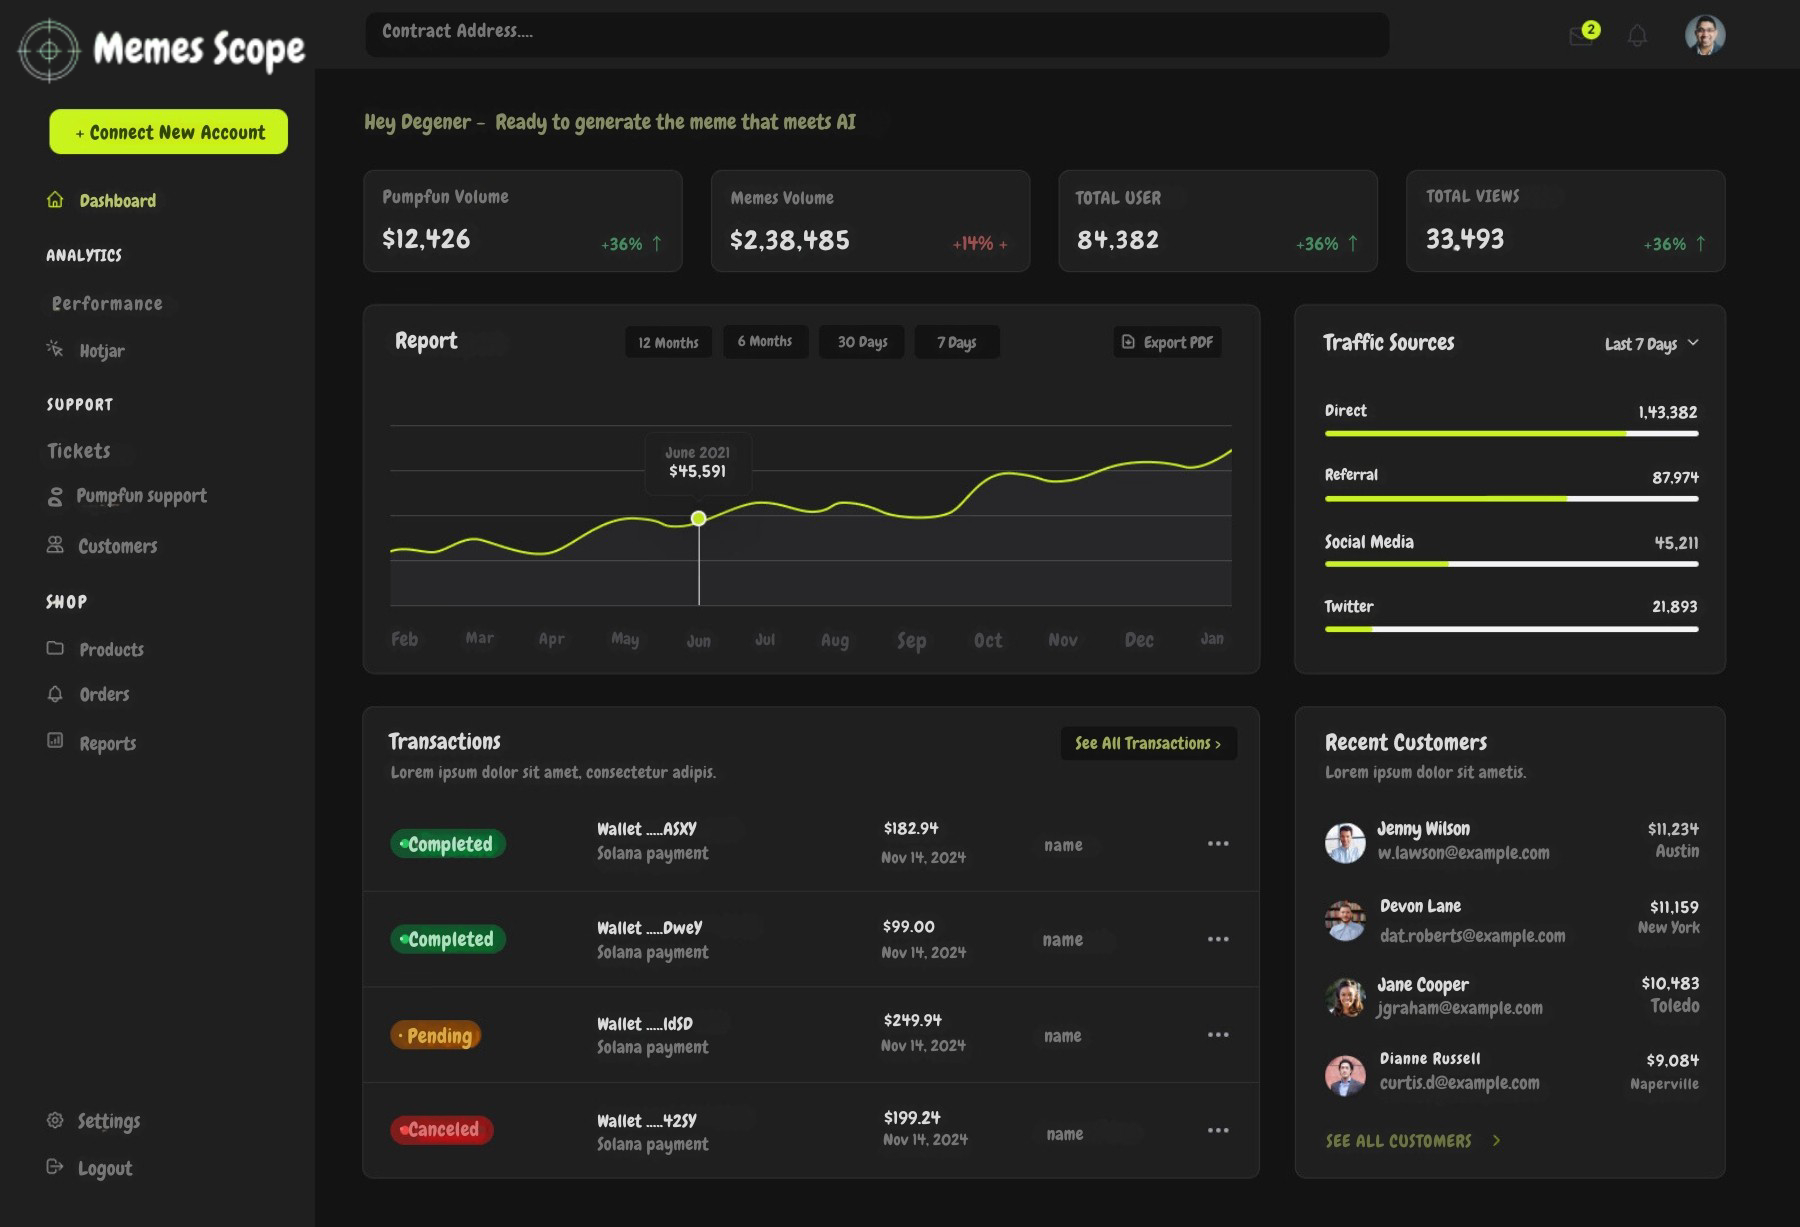 Memes Scope
Contract Address....
2
+ Connect New Account
Dashboard
ANALYTICS
Performance
Hotjar
SUPPORT
Tickets
Pumpfun support
Customers
SHOP
Products
Orders
Reports
Settings
Logout
Hey Degener - Ready to generate the meme that meets AI
Pumpfun Volume
$12,426
+36% ↑
Memes Volume
$2,38,485
+14% +
TOTAL USER
84,382
+36% ↑
TOTAL VIEWS
33,493
+36% ↑
Report
12 Months
6 Months
30 Days
7 Days
Export PDF
June 2021
$45,591
Feb Mar Apr May Jun Jul Aug Sep Oct Nov Dec Jan
Traffic Sources
Last 7 Days
Direct 1,43,382
Referral 87,974
Social Media 45,211
Twitter 21,893
Transactions
See All Transactions >
Lorem ipsum dolor sit amet, consectetur adipis.
Completed
Wallet .....ASXY
Solana payment
$182.94
Nov 14, 2024
name
Completed
Wallet .....DweY
Solana payment
$99.00
Nov 14, 2024
name
Pending
Wallet .....IdSD
Solana payment
$249.94
Nov 14, 2024
name
Canceled
Wallet .....42SY
Solana payment
$199.24
Nov 14, 2024
name
Recent Customers
Lorem ipsum dolor sit ametis.
Jenny Wilson
w.lawson@example.com
$11,234
Austin
Devon Lane
dat.roberts@example.com
$11,159
New York
Jane Cooper
jgraham@example.com
$10,483
Toledo
Dianne Russell
curtis.d@example.com
$9,084
Naperville
SEE ALL CUSTOMERS >